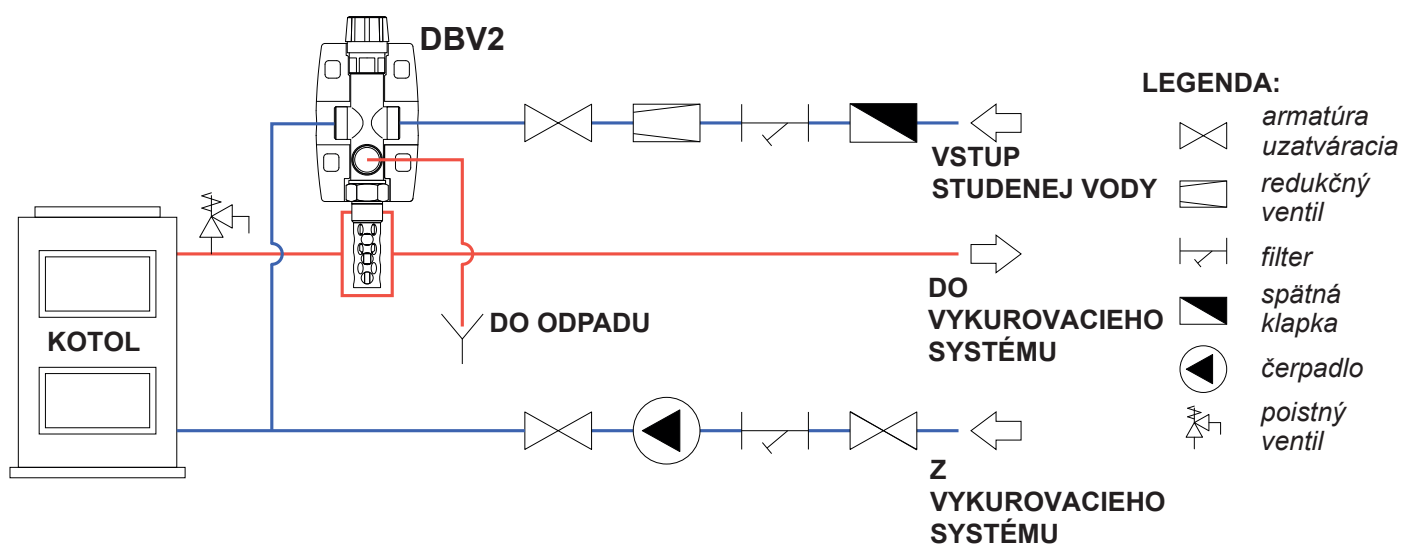 DBV2
VSTUP
STUDENEJ VODY
KOTOL
DO ODPADU
DO
VYKUROVACIEHO
SYSTÉMU
Z
VYKUROVACIEHO
SYSTÉMU
LEGENDA:
armatúra
uzatváracia
redukčný
ventil
filter
spätná
klapka
čerpadlo
poistný
ventil